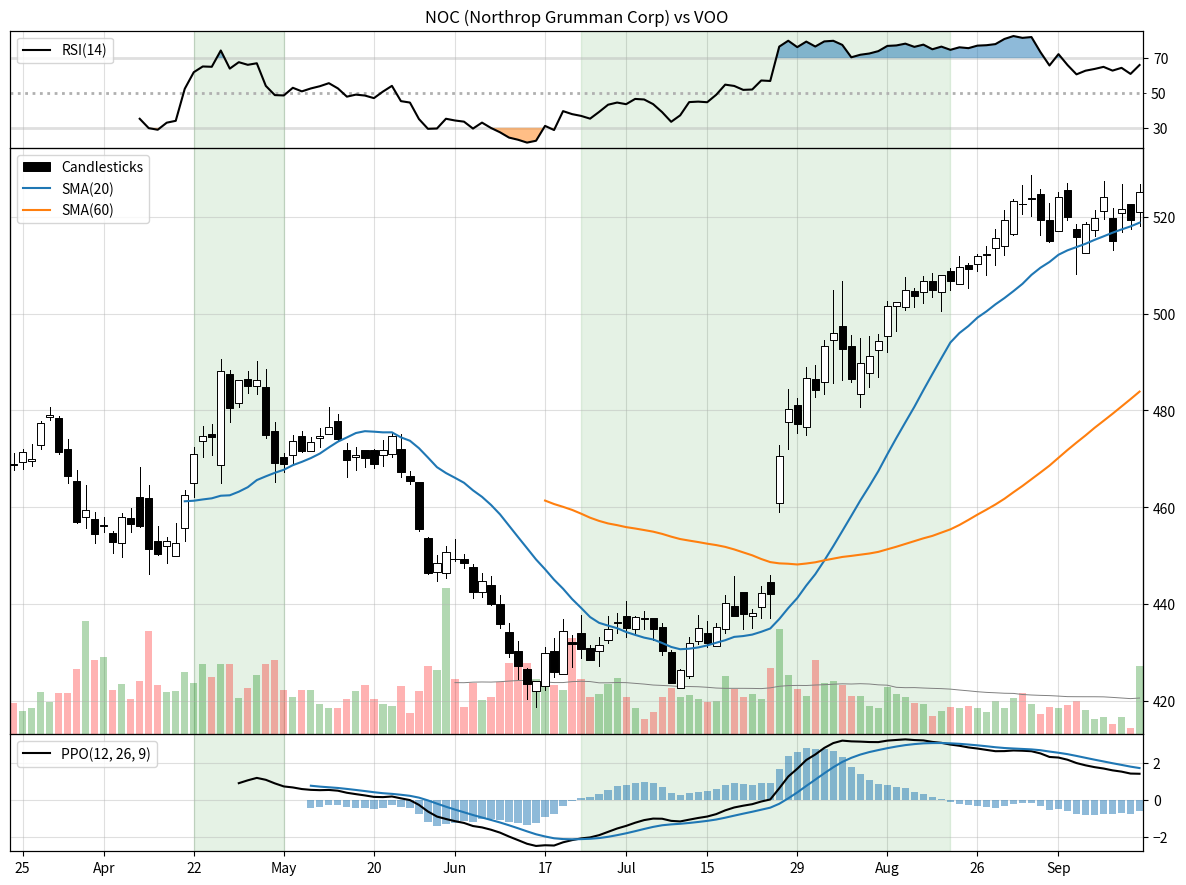 NOC (Northrop Grumman Corp) vs VOO
RSI(14)
70
50
30
Candlesticks
SMA(20)
SMA(60)
520
500
480
460
440
420
PPO(12, 26, 9)
2
0
−2
25 Apr 22 May 20 Jun 17 Jul 15 29 Aug 26 Sep